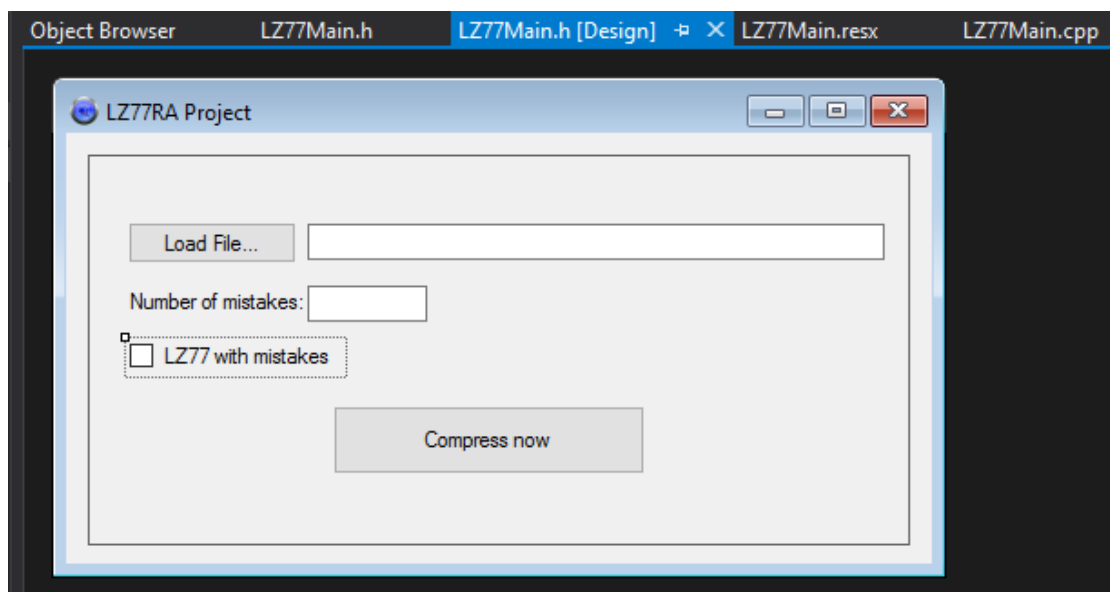 Object Browser LZ77Main.h LZ77Main.h [Design] LZ77Main.resx LZ77Main.cpp
LZ77RA Project
Load File...
Number of mistakes:
LZ77 with mistakes
Compress now